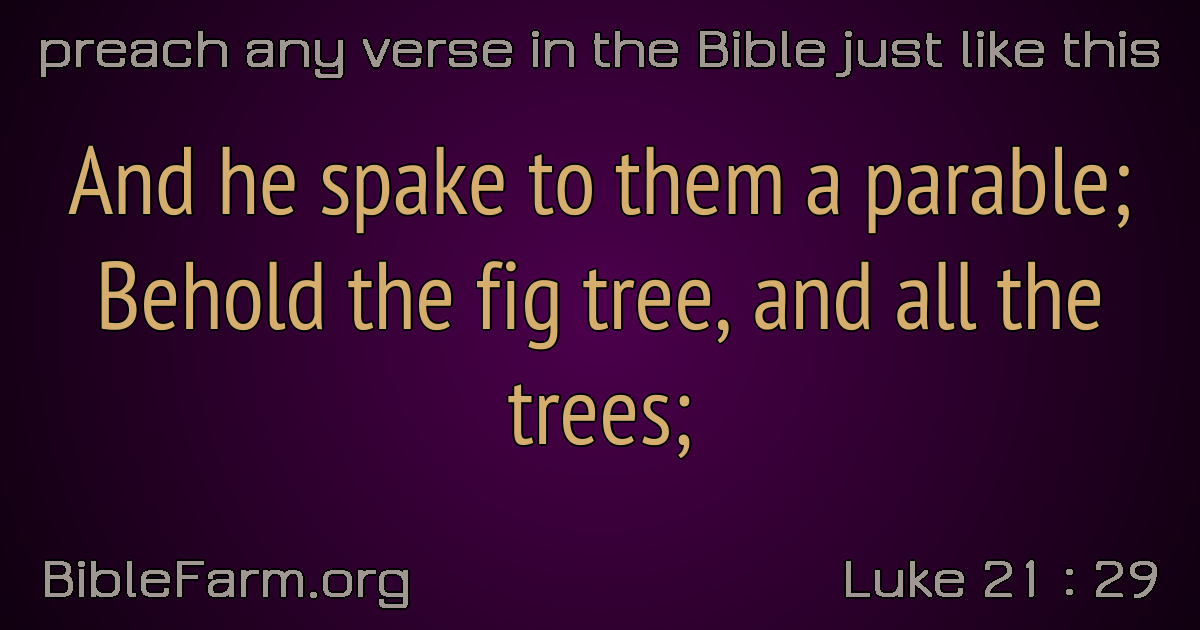 preach any verse in the Bible just like this
And he spake to them a parable;
Behold the fig tree, and all the
trees;
BibleFarm.org
Luke 21 : 29